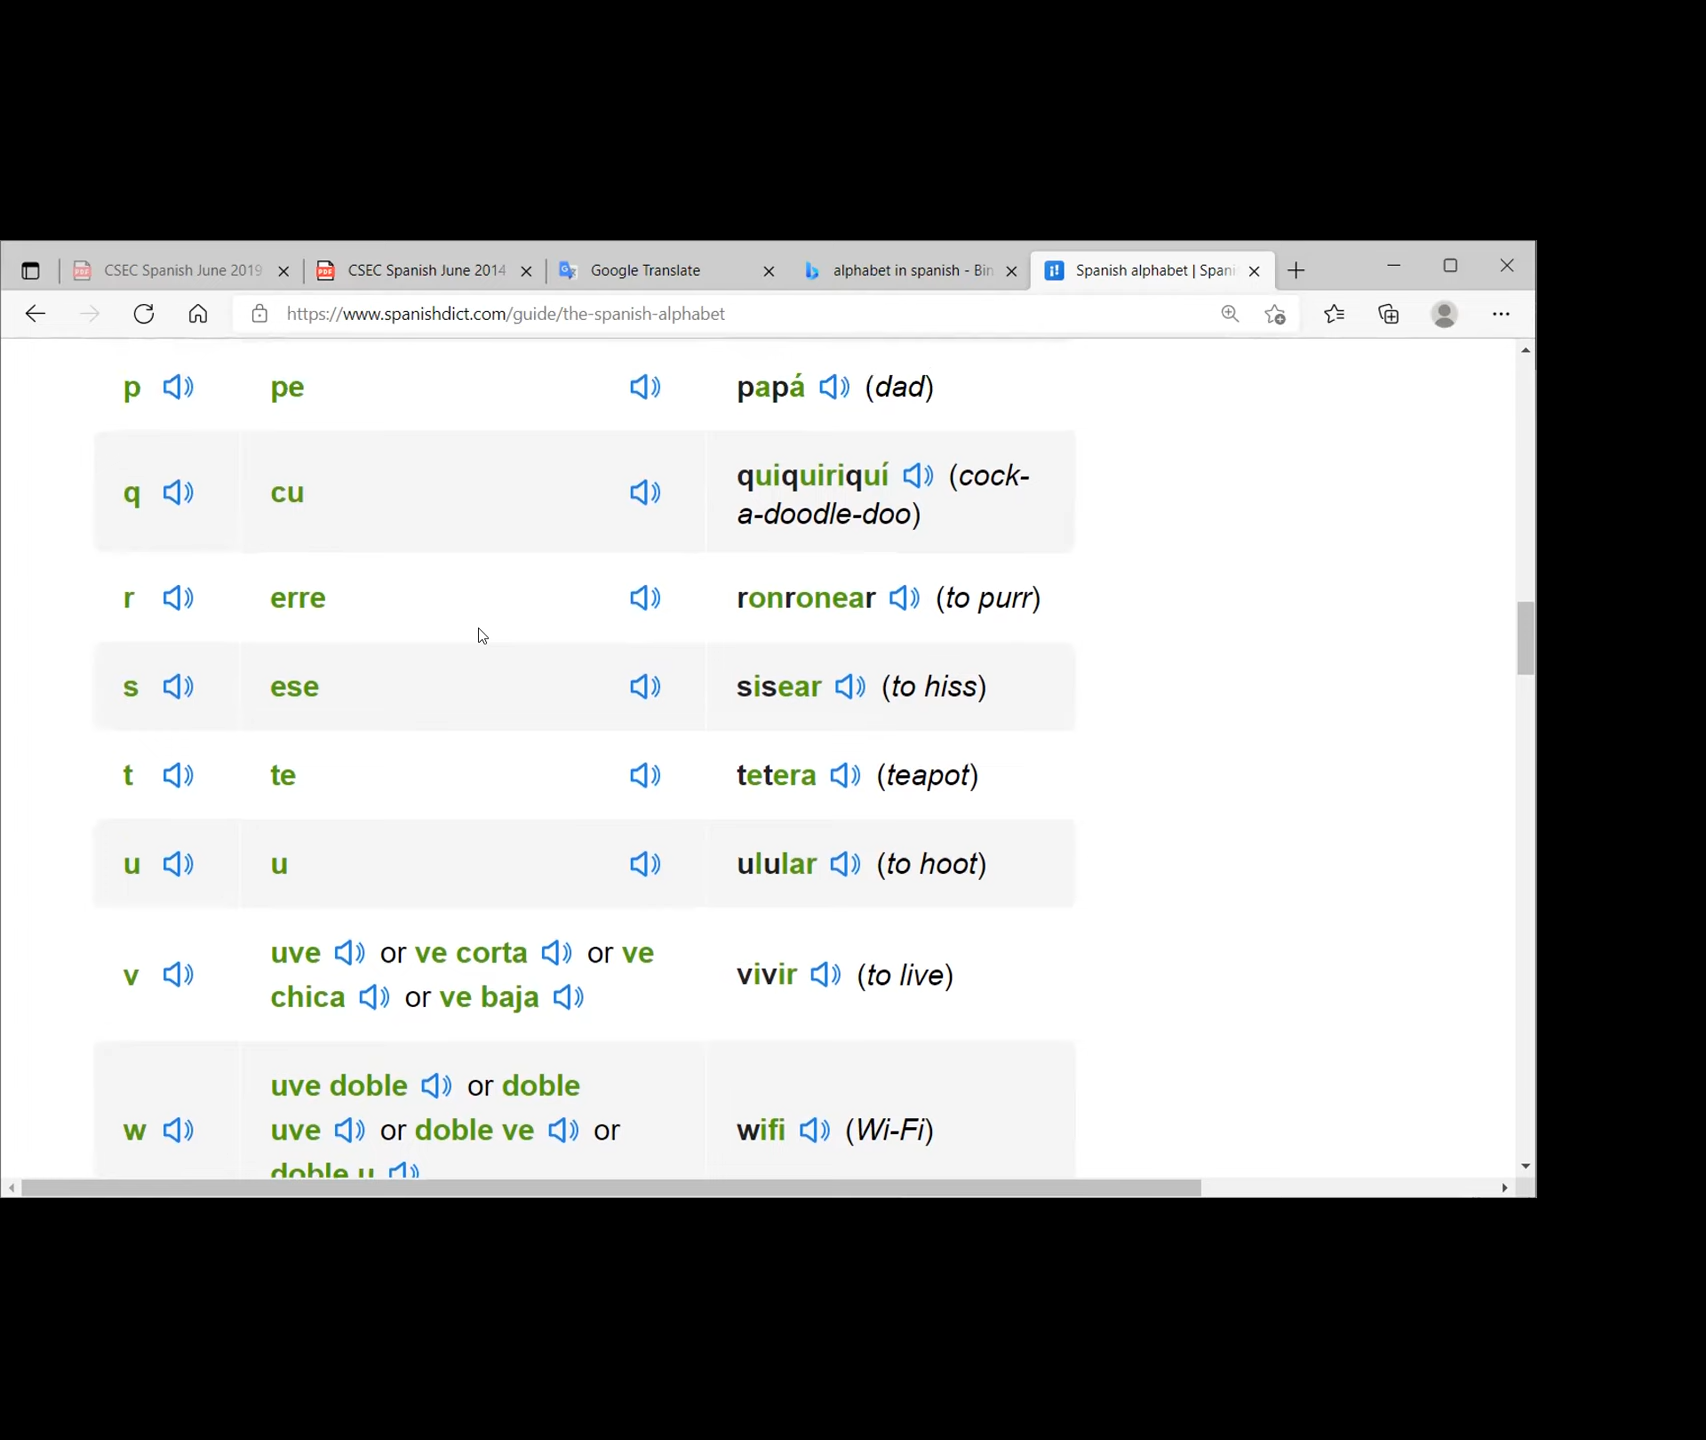 CSEC Spanish June 2019
CSEC Spanish June 2014
Google Translate
alphabet in spanish - Bin
Spanish alphabet | Spani
https://www.spanishdict.com/guide/the-spanish-alphabet
p pe papá (dad)
q cu quiquiriquí (cock-
a-doodle-doo)
r erre ronronear (to purr)
s ese sisear (to hiss)
t te tetera (teapot)
u u ulular (to hoot)
uve or ve corta or ve
v vivir (to live)
chica or ve baja
uve doble or doble
w uve or doble ve or wifi (Wi-Fi)
doble u